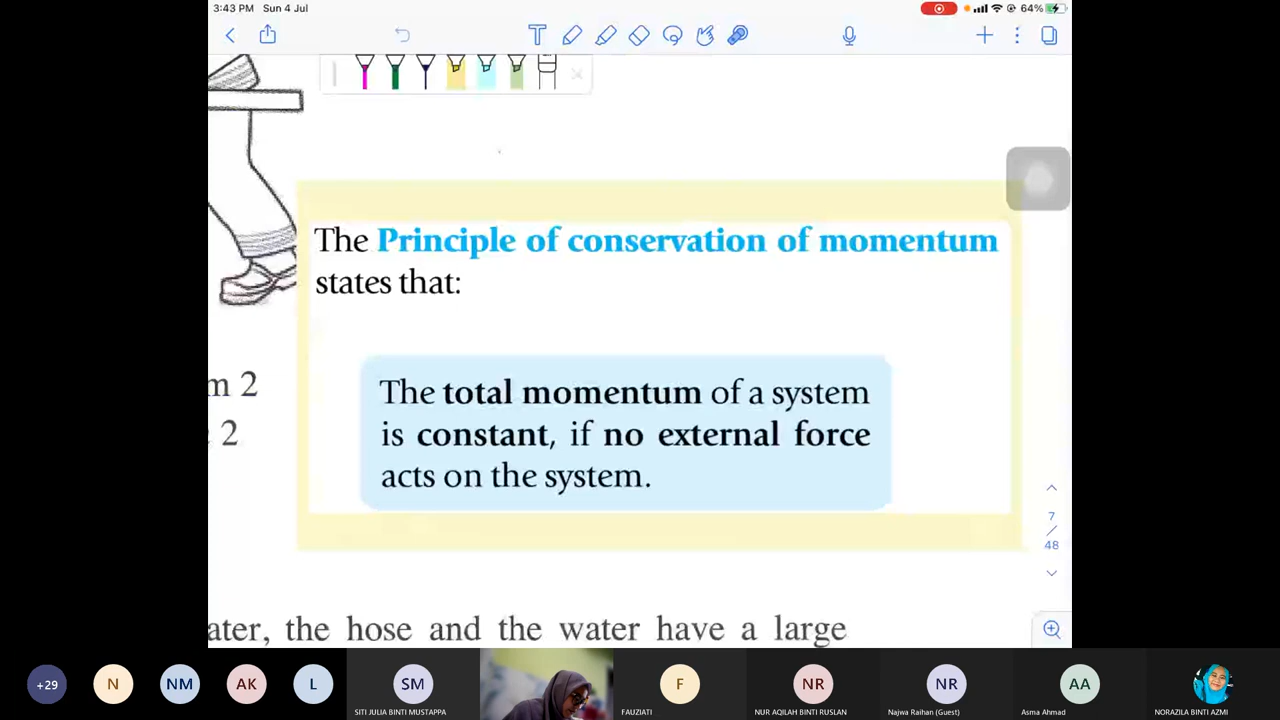 3:43 PM Sun 4 Jul
64%
The Principle of conservation of momentum
states that:
The total momentum of a system
is constant, if no external force
acts on the system.
m 2
2
7
/
48
ater, the hose and the water have a large
+29
N
NM
AK
L
SM
F
NR
NR
AA
SITI JULIA BINTI MUSTAPPA
FAUZIATI
NUR AQILAH BINTI RUSLAN
Najwa Raihan (Guest)
Asma Ahmad
NORAZILA BINTI AZMI